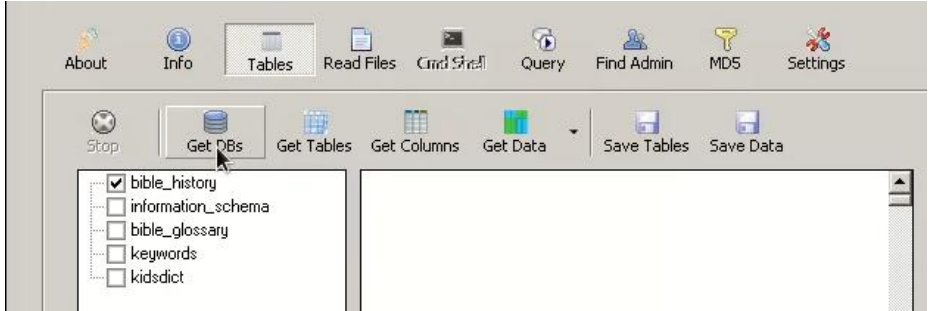 About Info Tables Read Files Cmd Shell Query Find Admin MD5 Settings
Stop Get DBs Get Tables Get Columns Get Data Save Tables Save Data
bible_history
information_schema
bible_glossary
keywords
kidsdict